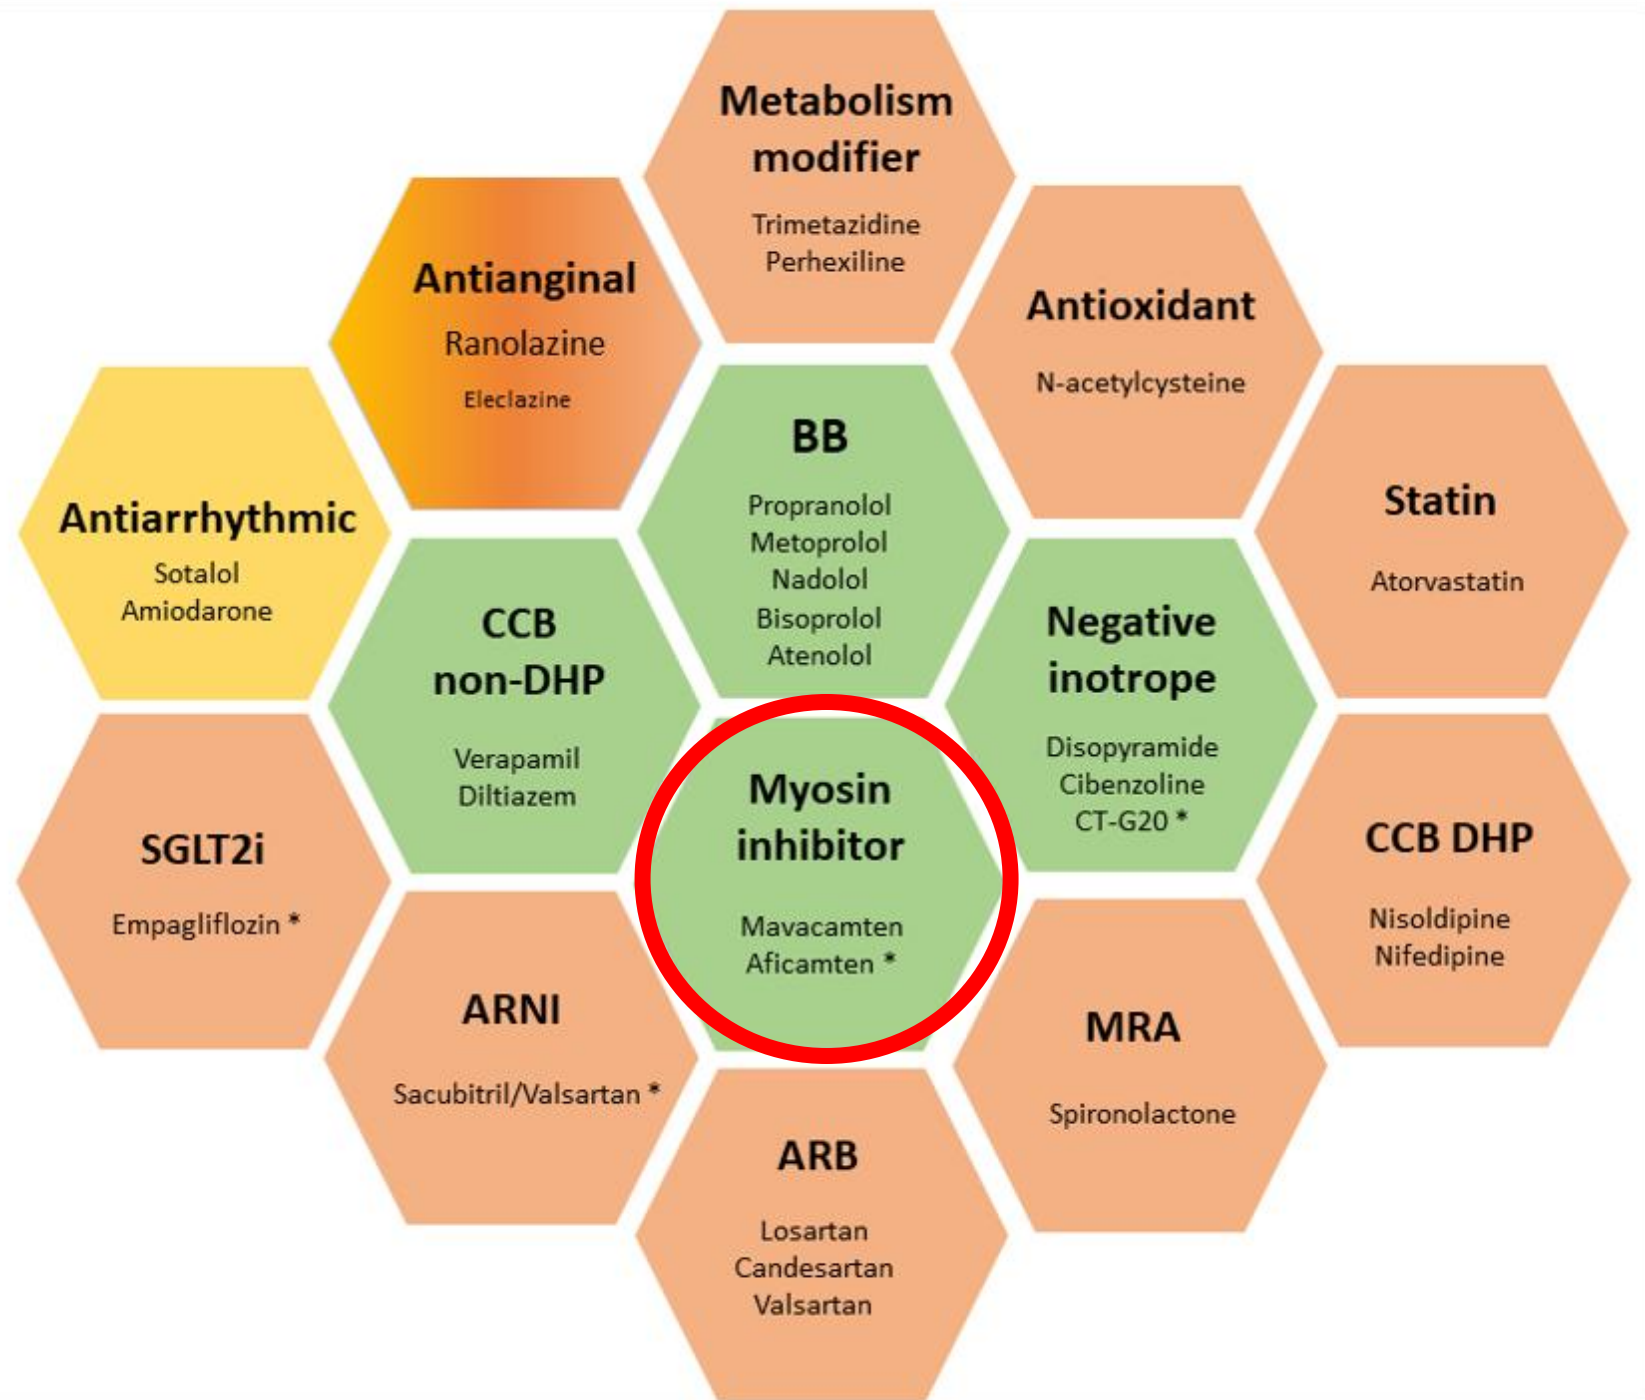 Metabolism
modifier
Trimetazidine
Perhexiline
Antianginal
Ranolazine
Eleclazine
Antioxidant
N-acetylcysteine
BB
Propranolol
Metoprolol
Nadolol
Bisoprolol
Atenolol
Statin
Atorvastatin
Antiarrhythmic
Sotalol
Amiodarone
CCB
non-DHP
Verapamil
Diltiazem
Negative
inotrope
Disopyramide
Cibenzoline
CT-G20 *
Myosin
inhibitor
Mavacamten
Aficamten *
SGLT2i
Empagliflozin *
CCB DHP
Nisoldipine
Nifedipine
ARNI
Sacubitril/Valsartan *
MRA
Spironolactone
ARB
Losartan
Candesartan
Valsartan